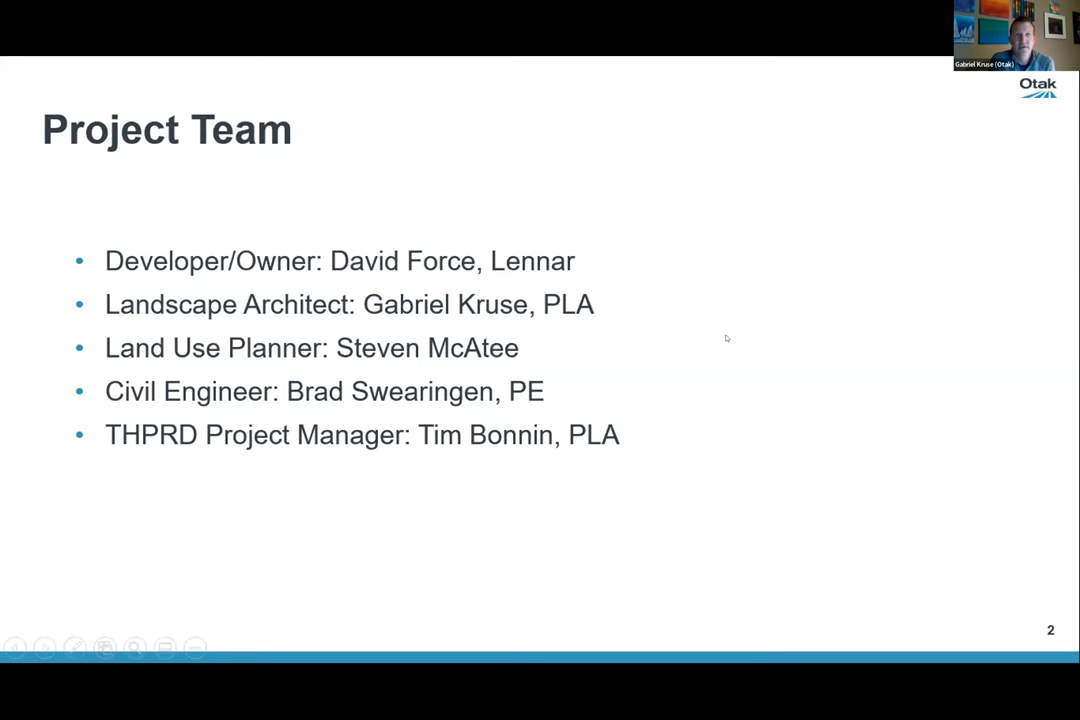 Gabriel Kruse (Otak)
Otak
Project Team
• Developer/Owner: David Force, Lennar
• Landscape Architect: Gabriel Kruse, PLA
• Land Use Planner: Steven McAtee
• Civil Engineer: Brad Swearingen, PE
• THPRD Project Manager: Tim Bonnin, PLA
2